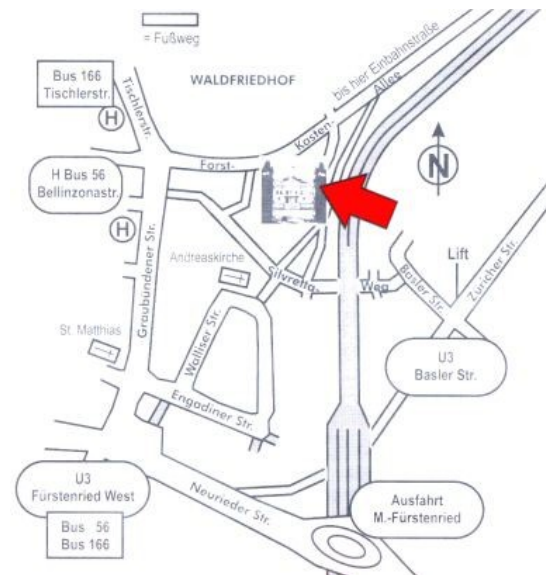 = Fußweg
Bus 166
Tischlerstr.
H
Tischlerstr.
WALDFRIEDHOF
bis hier Einbahnstraße
Forst-
Kasten-
Allee
N
H Bus 56
Bellinzonastr.
H
Graubündener Str.
Andreaskirche
Silvretta-
Weg
Basler Str.
Lift
Züricher Str.
St. Matthias
Walliser Str.
Engadiner Str.
U3
Basler Str.
U3
Fürstenried West
Bus 56
Bus 166
Neurieder Str.
Ausfahrt
M.-Fürstenried